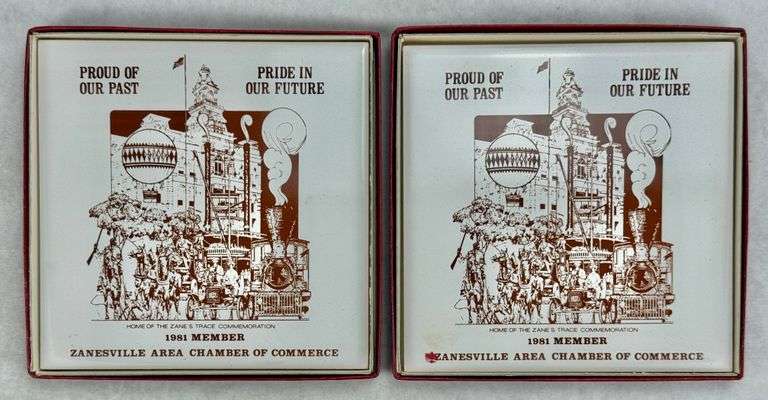 PROUD OF
OUR PAST
PRIDE IN
OUR FUTURE
HOME OF THE ZANE'S TRACE COMMEMORATION
1981 MEMBER
ZANESVILLE AREA CHAMBER OF COMMERCE
PROUD OF
OUR PAST
PRIDE IN
OUR FUTURE
HOME OF THE ZANE'S TRACE COMMEMORATION
1981 MEMBER
ZANESVILLE AREA CHAMBER OF COMMERCE